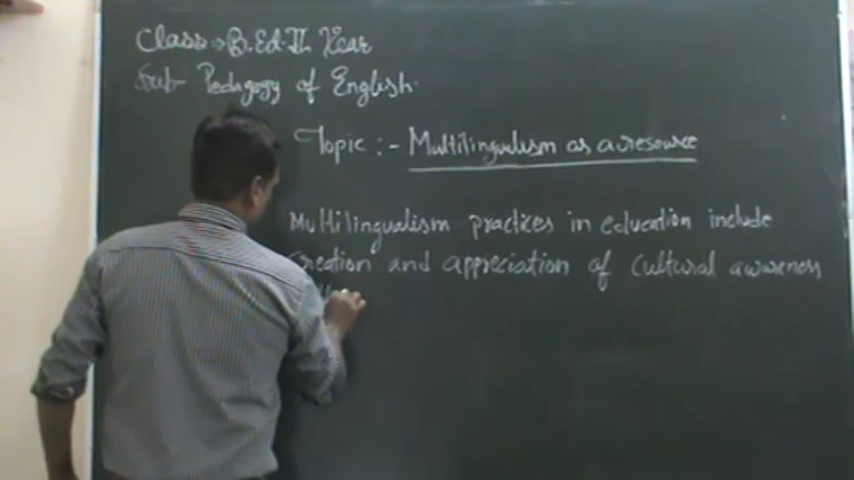 Class :- B.Ed. II Year
Sub- Pedagogy of English.
Topic :- Multilingualism as a resource
Multilingualism practices in education include
creation and appreciation of cultural awareness